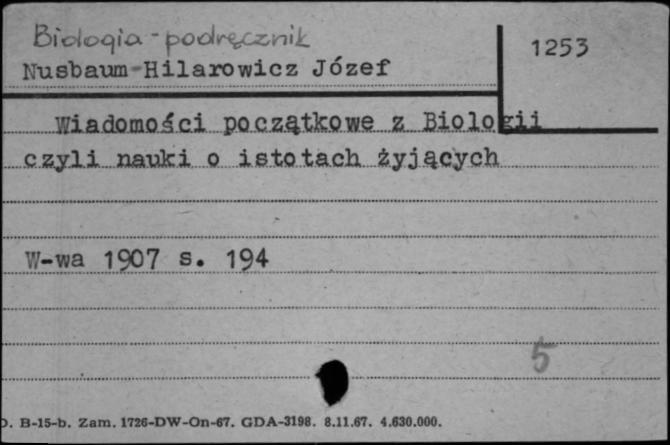 Biologia - podręcznik
1253
Nusbaum-Hilarowicz Józef
Wiadomości początkowe z Biologii
czyli nauki o istotach żyjących
W-wa 1907 s. 194
5
D. B-15-b. Zam. 1726-DW-On-67. GDA-3198. 8.11.67. 4.630.000.